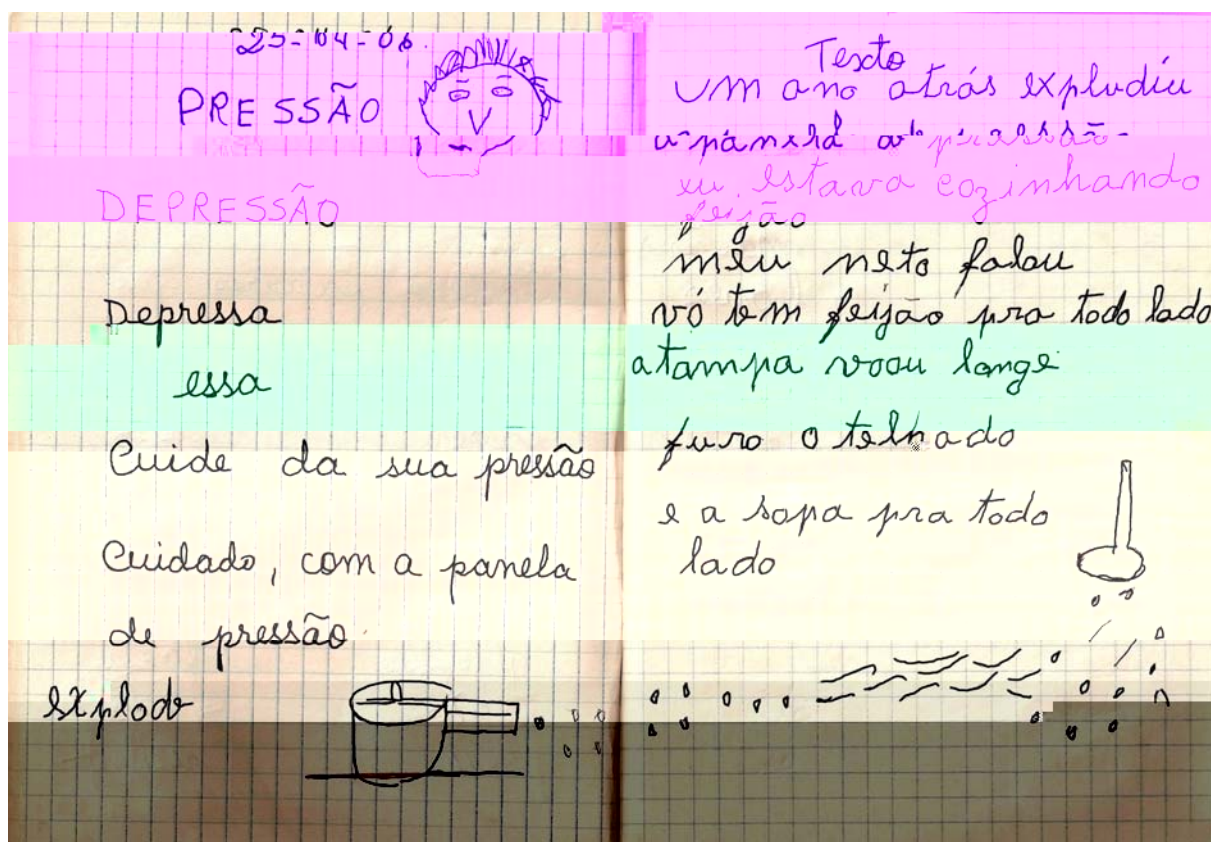 25-04-06
PRESSÃO
DEPRESSÃO
Depressa
essa
Cuide da sua pressão
Cuidado, com a panela
de pressão
explode
Texto
um ano atrás expludiu
a panela de pressão
eu estava cozinhando
feijão
meu neto falou
vó tem feijão pra todo lado
a tampa voou longe
furo o telhado
e a sopa pra todo
lado